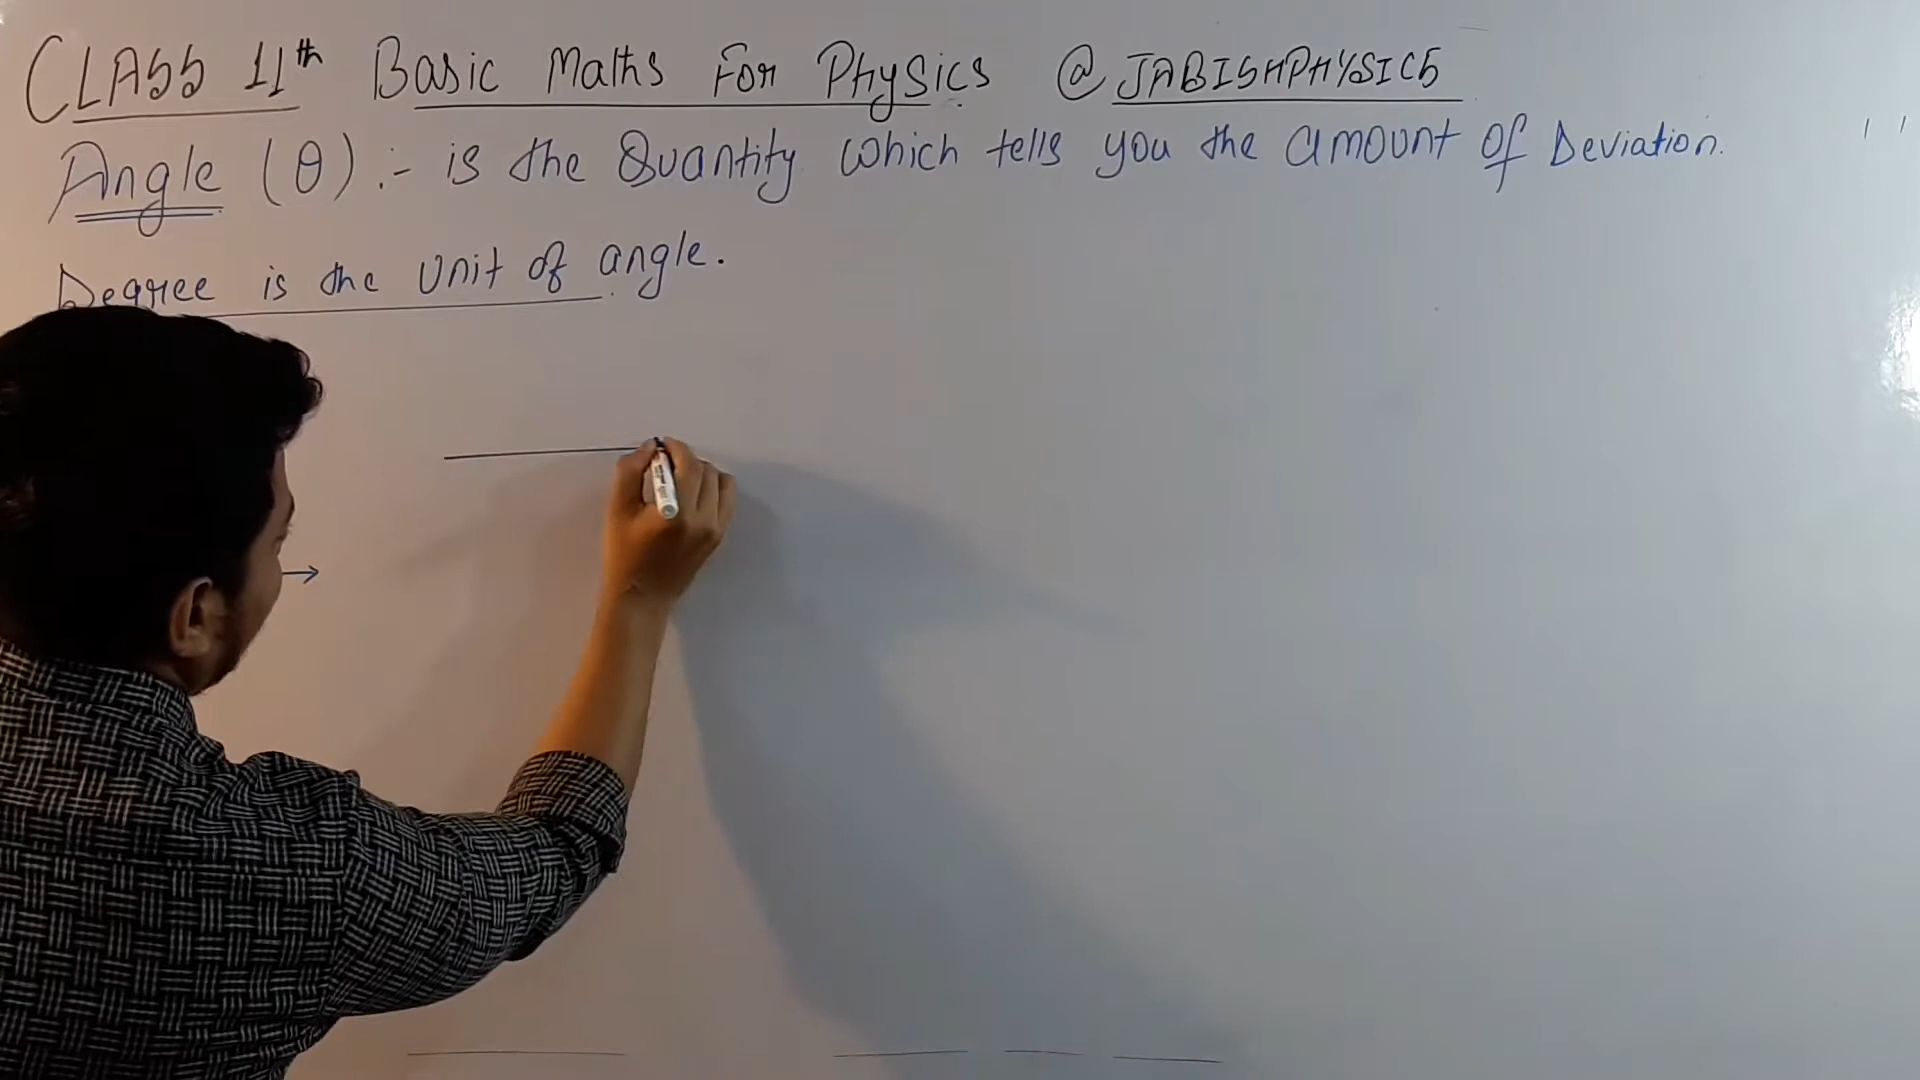 CLASS 11th Basic Maths For Physics @JABISHPHYSICS
Angle (θ) :- is the Quantity which tells you the amount of Deviation.
Degree is the unit of angle.